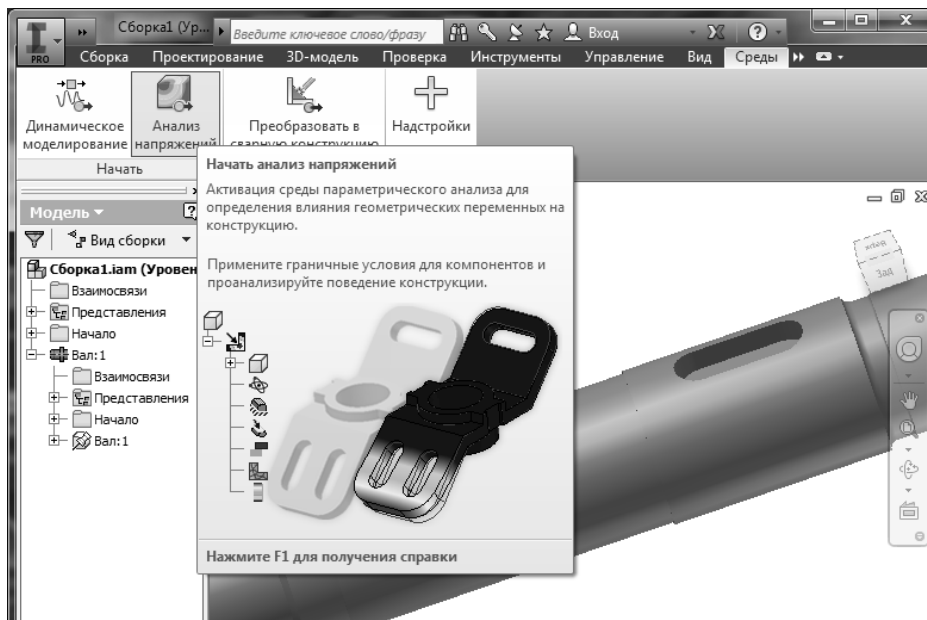 Сборка1 (Ур...
Введите ключевое слово/фразу
Вход
PRO
Сборка Проектирование 3D-модель Проверка Инструменты Управление Вид Среды
Динамическое моделирование
Анализ напряжений
Преобразовать в сварную конструкцию
Надстройки
Начать
Модель
Вид сборки
Сборка1.iam (Уровен
Взаимосвязи
Представления
Начало
Вал:1
Взаимосвязи
Представления
Начало
Вал:1
Начать анализ напряжений
Активация среды параметрического анализа для
определения влияния геометрических переменных на
конструкцию.
Примените граничные условия для компонентов и
проанализируйте поведение конструкции.
Нажмите F1 для получения справки
Зад